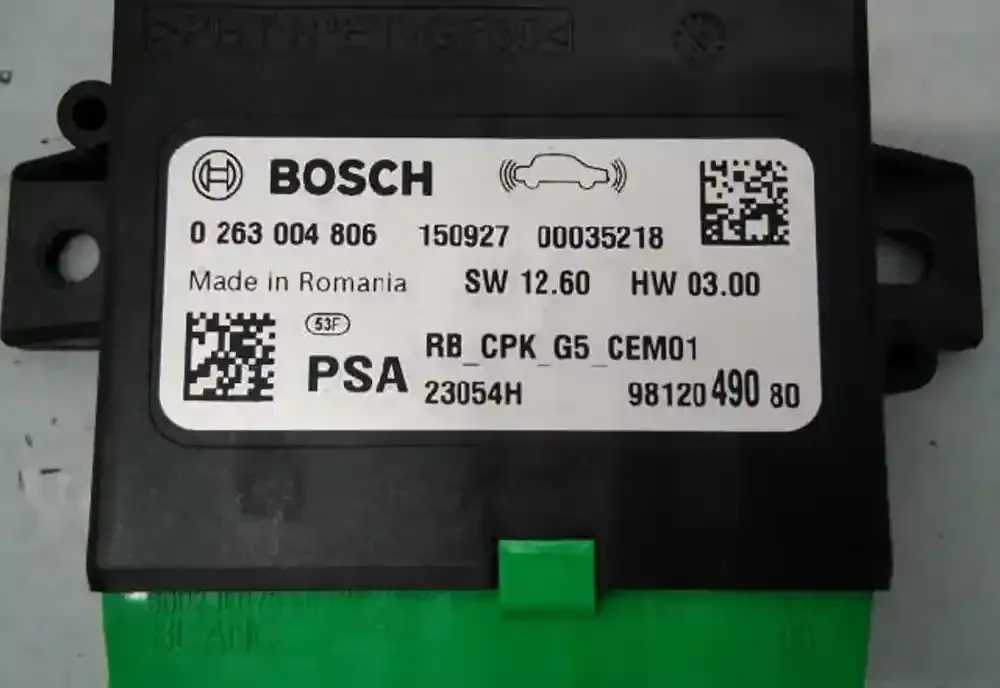 BOSCH
0 263 004 806 150927 00035218
Made in Romania SW 12.60 HW 03.00
53F
PSA RB_CPK_G5_CEM01
23054H 98120 490 80